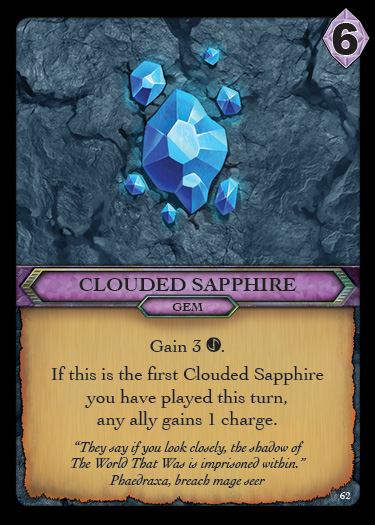 6
CLOUDED SAPPHIRE
GEM
Gain 3 .
If this is the first Clouded Sapphire
you have played this turn,
any ally gains 1 charge.
“They say if you look closely, the shadow of
The World That Was is imprisoned within.”
Phaedraxa, breach mage seer
62